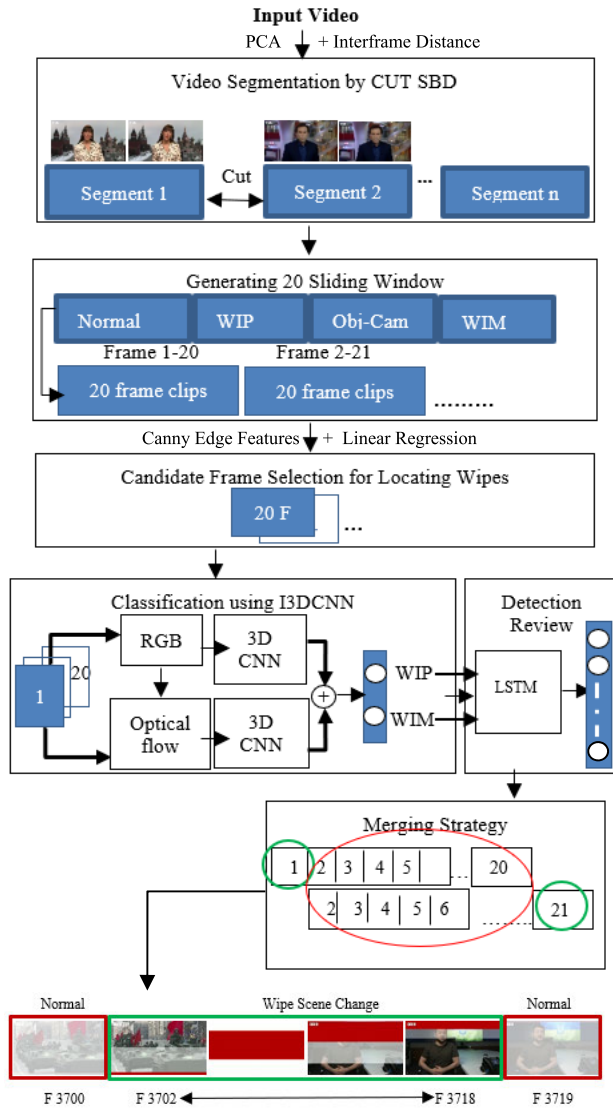 Input Video
PCA + Interframe Distance
Video Segmentation by CUT SBD
Segment 1
Cut
Segment 2
...
Segment n
Generating 20 Sliding Window
Normal
WIP
Obj-Cam
WIM
Frame 1-20
Frame 2-21
20 frame clips
20 frame clips
.........
Canny Edge Features + Linear Regression
Candidate Frame Selection for Locating Wipes
20 F
...
Classification using I3DCNN
RGB
3D
CNN
20
1
Optical
flow
3D
CNN
+
WIP
WIM
Detection
Review
LSTM
Merging Strategy
1 2 3 4 5 ... 20
2 3 4 5 6 ........ 21
Normal
Wipe Scene Change
Normal
F 3700
F 3702
F 3718
F 3719